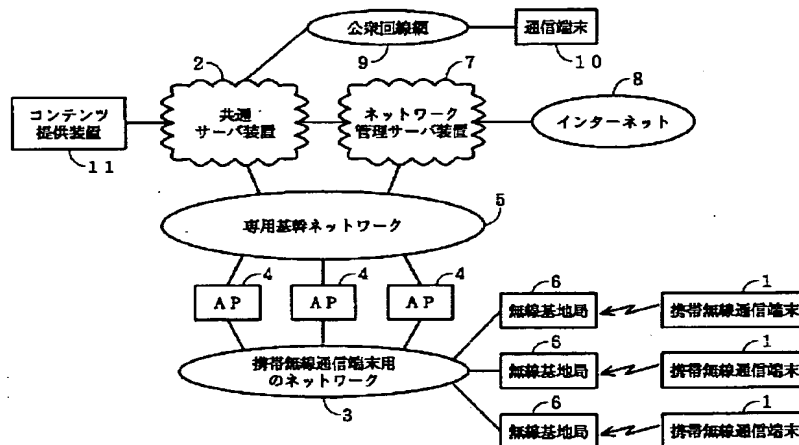 公衆回線網
9
通信端末
10
2
7
8
コンテンツ
提供装置
11
共通
サーバ装置
ネットワーク
管理サーバ装置
インターネット
専用基幹ネットワーク
5
AP
4
AP
4
AP
4
携帯無線通信端末用
のネットワーク
3
6
無線基地局
1
携帯無線通信端末
6
無線基地局
1
携帯無線通信端末
6
無線基地局
1
携帯無線通信端末